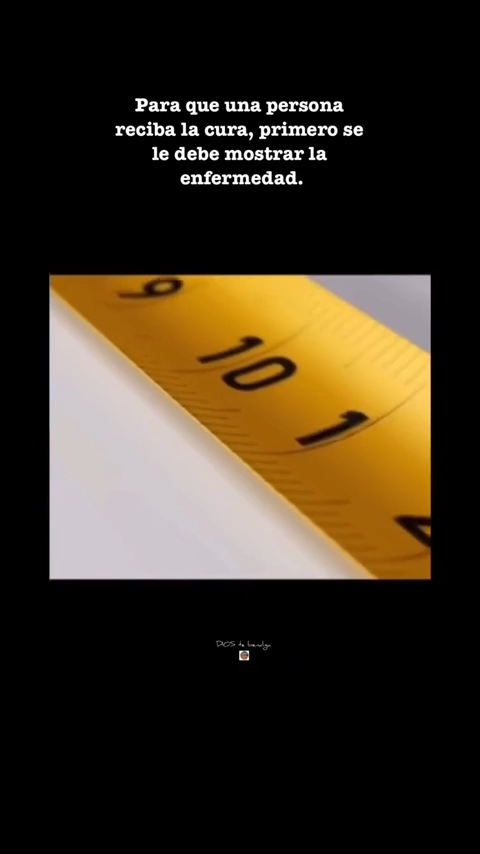 Para que una persona
reciba la cura, primero se
le debe mostrar la
enfermedad.
9
10
1
DIOS te bendiga